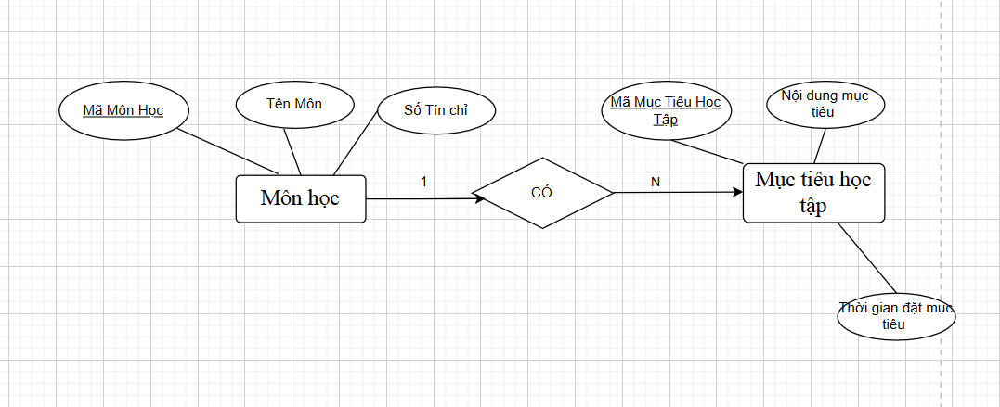 Mã Môn Học
Tên Môn
Số Tín chỉ
Mã Mục Tiêu Học
Tập
Nội dung mục
tiêu
Môn học
1
CÓ
N
Mục tiêu học
tập
Thời gian đặt mục
tiêu